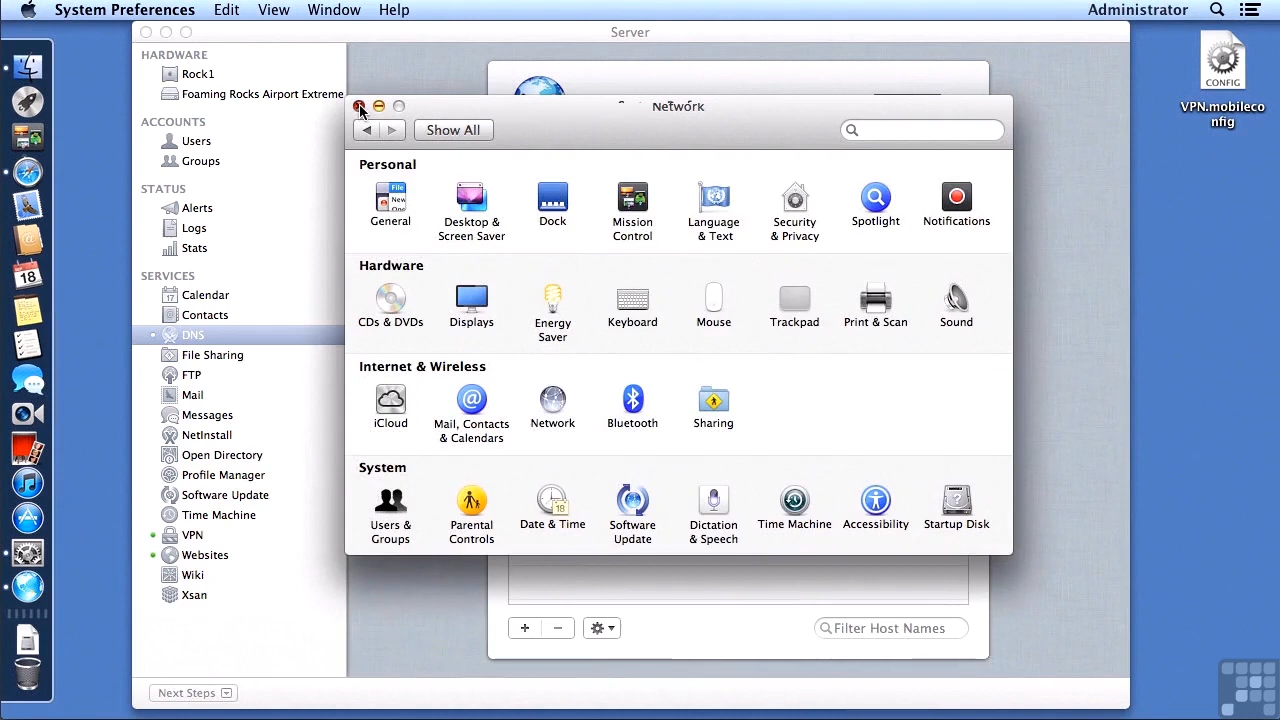 System Preferences Edit View Window Help Administrator
Server
HARDWARE
Rock1
Foaming Rocks Airport Extreme
ACCOUNTS
Users
Groups
STATUS
Alerts
Logs
Stats
SERVICES
Calendar
Contacts
DNS
File Sharing
FTP
Mail
Messages
NetInstall
Open Directory
Profile Manager
Software Update
Time Machine
VPN
Websites
Wiki
Xsan
Next Steps
Network
Show All
Personal
General
Desktop &
Screen Saver
Dock
Mission
Control
Language
& Text
Security
& Privacy
Spotlight
Notifications
File
New
Hardware
CDs & DVDs
Displays
Energy
Saver
Keyboard
Mouse
Trackpad
Print & Scan
Sound
Internet & Wireless
iCloud
Mail, Contacts
& Calendars
Network
Bluetooth
Sharing
System
Users &
Groups
Parental
Controls
Date & Time
18
Software
Update
Dictation
& Speech
Time Machine
Accessibility
Startup Disk
Filter Host Names
CONFIG
VPN.mobileco
nfig
18